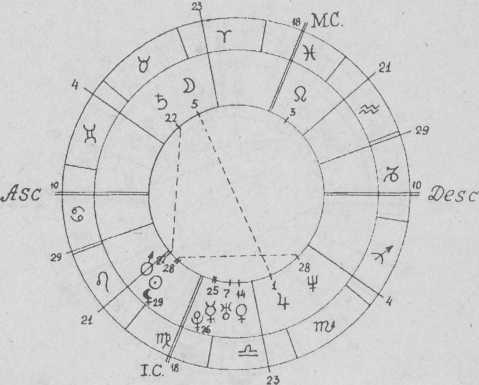 23
18 M.C.
♈
♉ ♓
21
4 ♄ ☽ ☊
22 5 3 ♒
♊ 29
♑
Asc 10 10 Desc
♋
29 ♐
♂ 27
28 28
♌ ☉ 25 7 14 1 ♆
⚸ 29 4
21 ♇ 26 ☿ ♅ ♀ ♃
♍ ♏
♎
I.C. 18
23